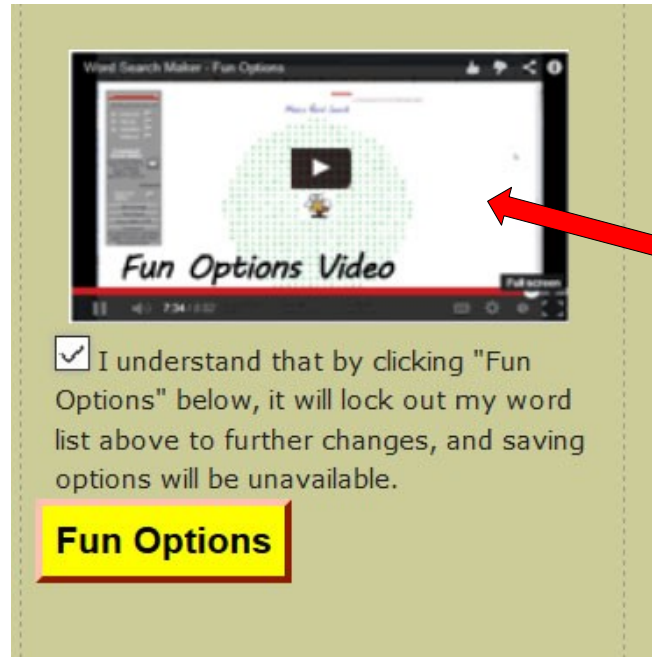 Word Search Maker - Fun Options
Fun Options Video
Full screen
I understand that by clicking "Fun
Options" below, it will lock out my word
list above to further changes, and saving
options will be unavailable.
Fun Options